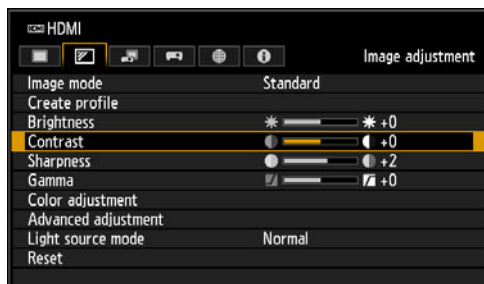 HDMI
Image adjustment
Image mode Standard
Create profile
Brightness +0
Contrast +0
Sharpness +2
Gamma +0
Color adjustment
Advanced adjustment
Light source mode Normal
Reset